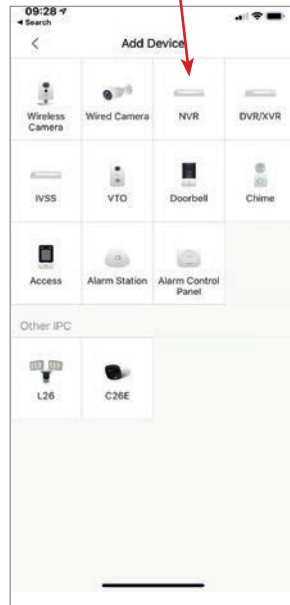 09:28
Search
Add Device
Wireless
Camera
Wired Camera
NVR
DVR/XVR
IVSS
VTO
Doorbell
Chime
Access
Alarm Station
Alarm Control
Panel
Other IPC
L26
C26E